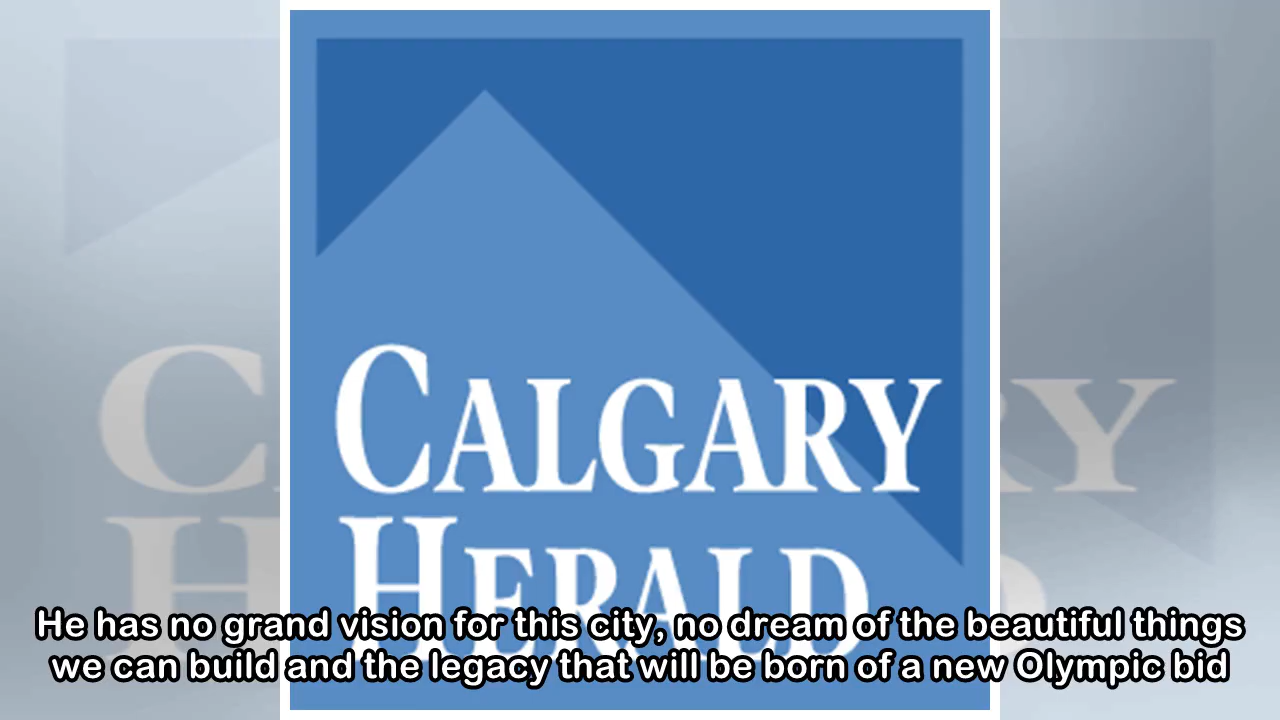 CALGARY
HERALD
He has no grand vision for this city, no dream of the beautiful things
we can build and the legacy that will be born of a new Olympic bid